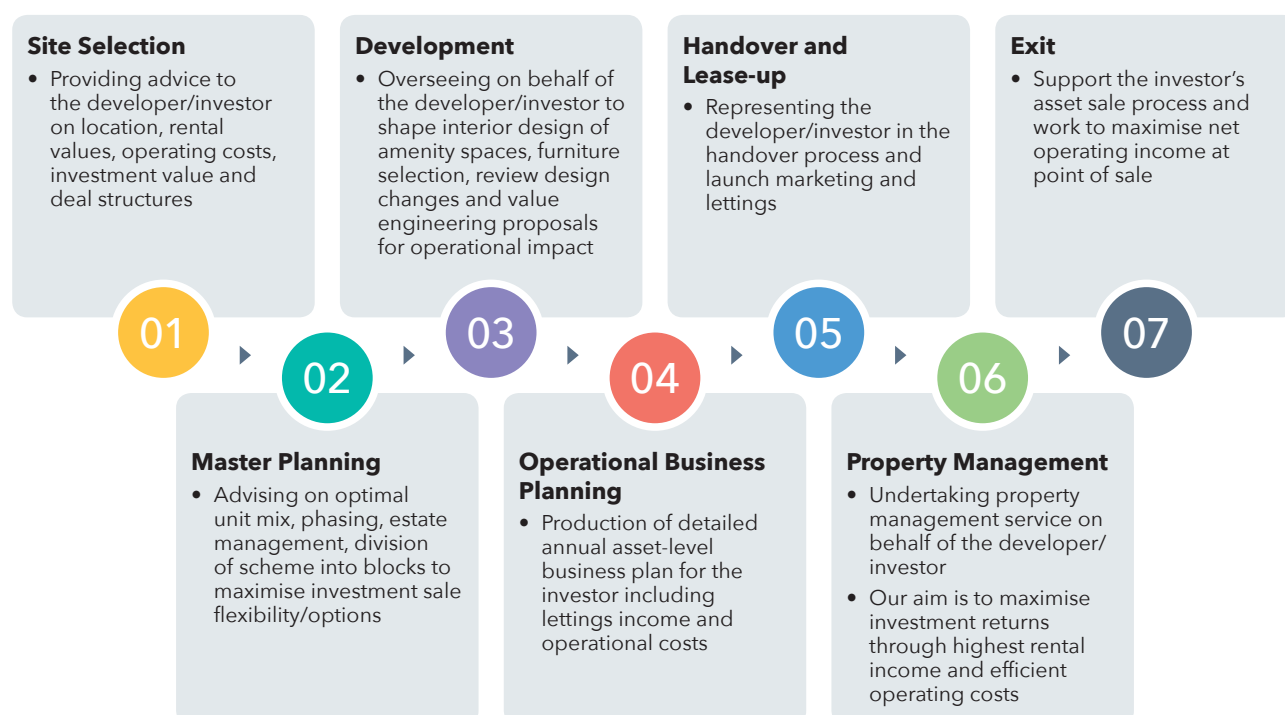 Site Selection
• Providing advice to
the developer/investor
on location, rental
values, operating costs,
investment value and
deal structures
01
Master Planning
• Advising on optimal
unit mix, phasing, estate
management, division
of scheme into blocks to
maximise investment sale
flexibility/options
02
Development
• Overseeing on behalf of
the developer/investor to
shape interior design of
amenity spaces, furniture
selection, review design
changes and value
engineering proposals
for operational impact
03
Operational Business
Planning
• Production of detailed
annual asset-level
business plan for the
investor including
lettings income and
operational costs
04
Handover and
Lease-up
• Representing the
developer/investor in the
handover process and
launch marketing and
lettings
05
Property Management
• Undertaking property
management service on
behalf of the developer/
investor
• Our aim is to maximise
investment returns
through highest rental
income and efficient
operating costs
06
Exit
• Support the investor’s
asset sale process and
work to maximise net
operating income at
point of sale
07